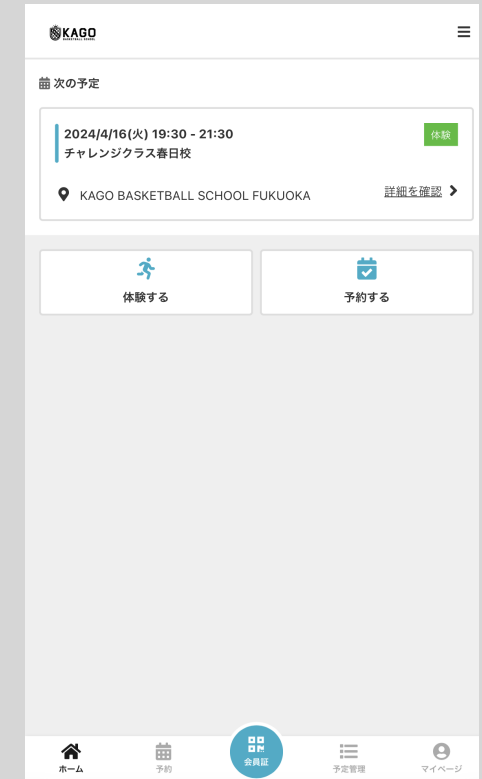 KAGO
BASKETBALL SCHOOL
次の予定
2024/4/16(火) 19:30 - 21:30
体験
チャレンジクラス春日校
KAGO BASKETBALL SCHOOL FUKUOKA
詳細を確認
体験する
予約する
ホーム
予約
会員証
予定管理
マイページ